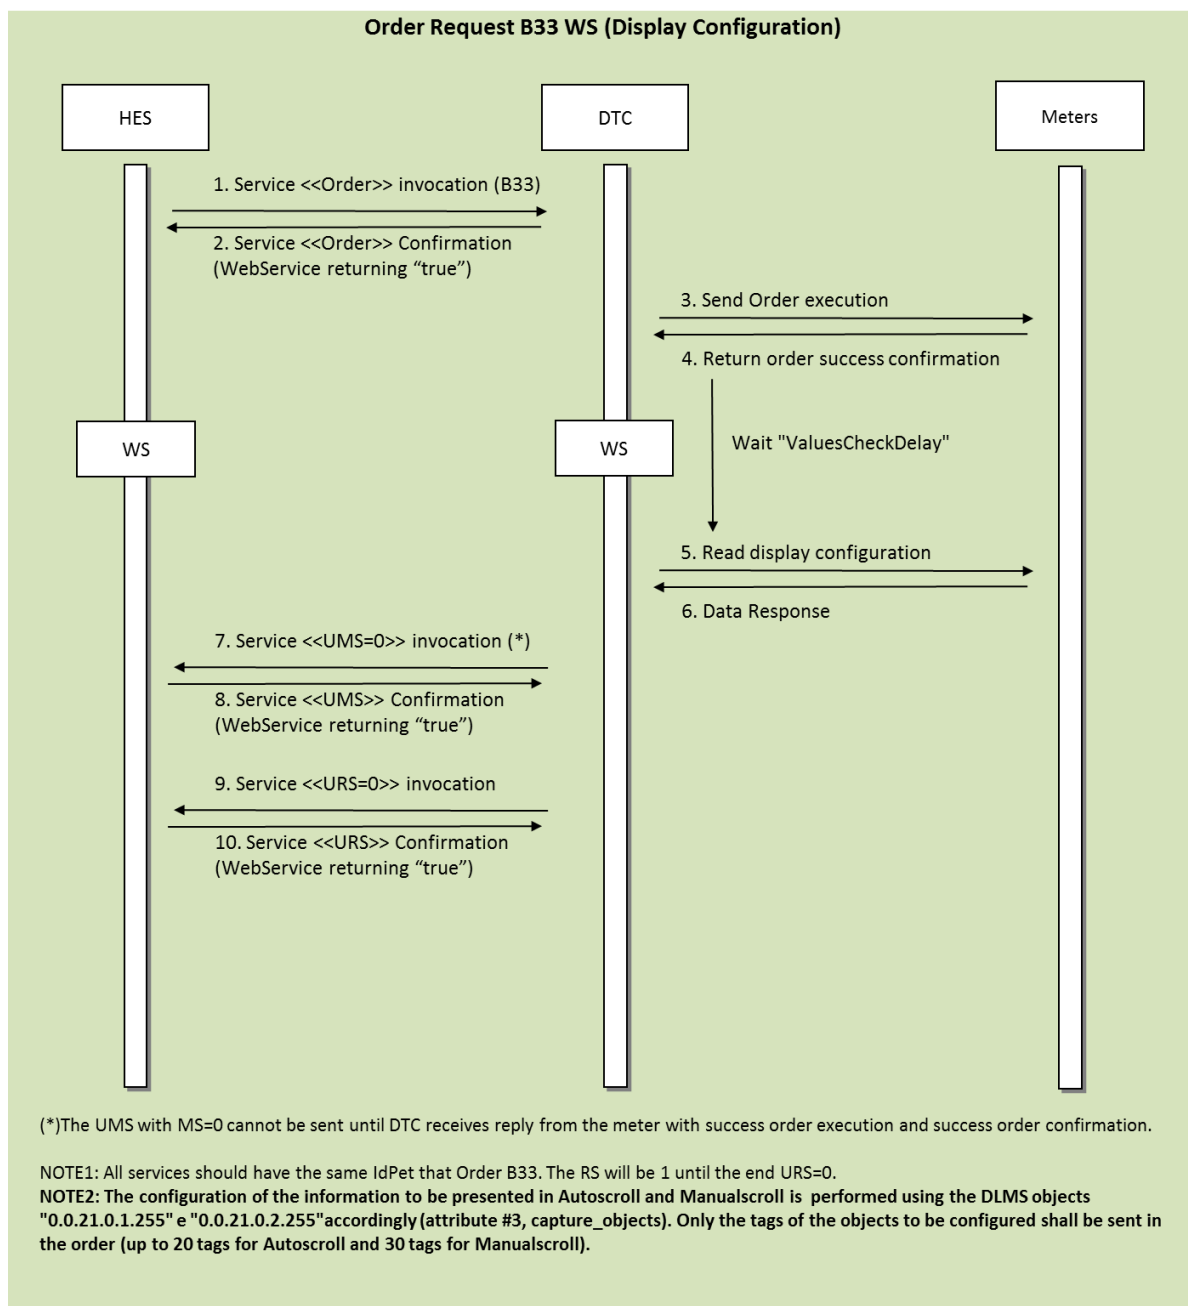 Order Request B33 WS (Display Configuration)
HES
DTC
Meters
1. Service <<Order>> invocation (B33)
2. Service <<Order>> Confirmation
(WebService returning “true”)
3. Send Order execution
4. Return order success confirmation
WS
WS
Wait "ValuesCheckDelay"
5. Read display configuration
6. Data Response
7. Service <<UMS=0>> invocation (*)
8. Service <<UMS>> Confirmation
(WebService returning “true”)
9. Service <<URS=0>> invocation
10. Service <<URS>> Confirmation
(WebService returning “true”)
(*)The UMS with MS=0 cannot be sent until DTC receives reply from the meter with success order execution and success order confirmation.
NOTE1: All services should have the same IdPet that Order B33. The RS will be 1 until the end URS=0.
NOTE2: The configuration of the information to be presented in Autoscroll and Manualscroll is performed using the DLMS objects
"0.0.21.0.1.255" e "0.0.21.0.2.255"accordingly (attribute #3, capture_objects). Only the tags of the objects to be configured shall be sent in
the order (up to 20 tags for Autoscroll and 30 tags for Manualscroll).